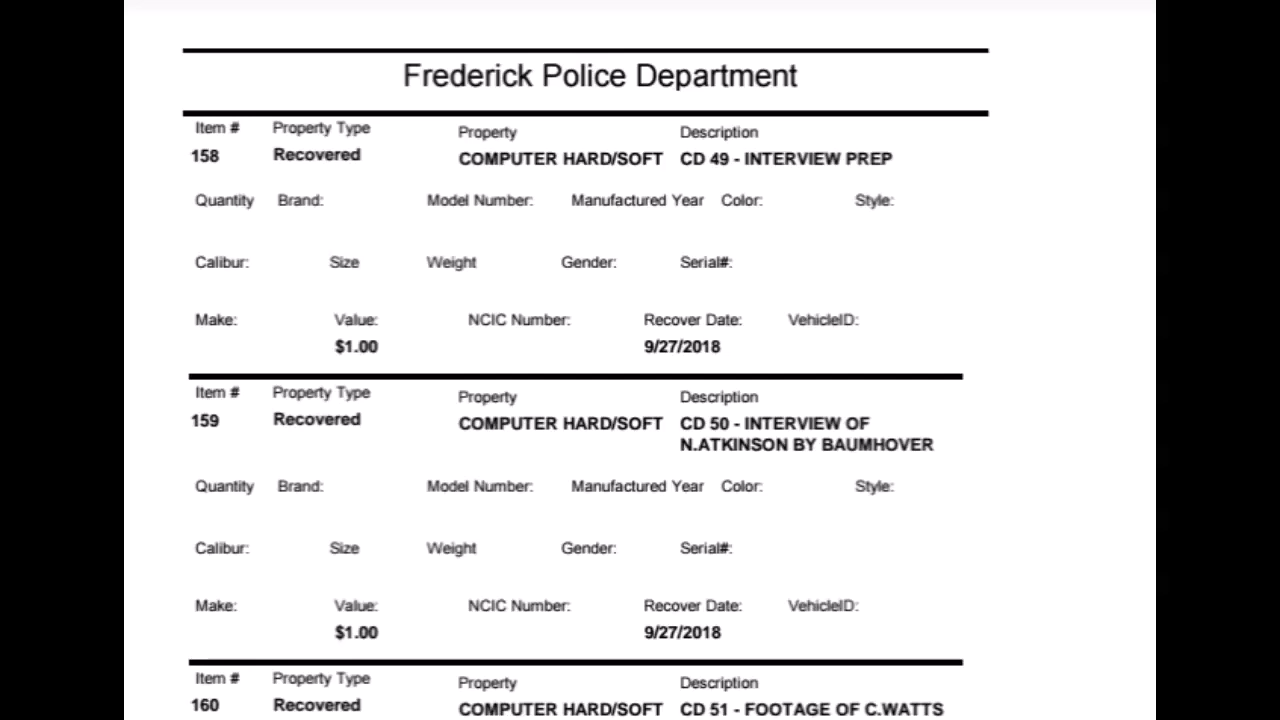 Frederick Police Department
Item # Property Type Property Description
158 Recovered COMPUTER HARD/SOFT CD 49 - INTERVIEW PREP
Quantity Brand: Model Number: Manufactured Year Color: Style:
Calibur: Size Weight Gender: Serial#:
Make: Value: NCIC Number: Recover Date: VehicleID:
$1.00 9/27/2018
Item # Property Type Property Description
159 Recovered COMPUTER HARD/SOFT CD 50 - INTERVIEW OF
N.ATKINSON BY BAUMHOVER
Quantity Brand: Model Number: Manufactured Year Color: Style:
Calibur: Size Weight Gender: Serial#:
Make: Value: NCIC Number: Recover Date: VehicleID:
$1.00 9/27/2018
Item # Property Type Property Description
160 Recovered COMPUTER HARD/SOFT CD 51 - FOOTAGE OF C.WATTS